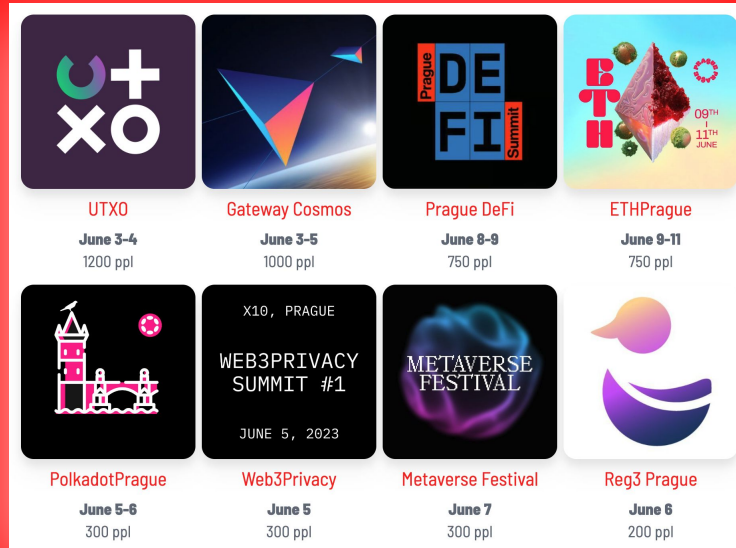 UTXO
Prague
DE
FI
Summit
ETH
09TH
-
11TH
JUNE
UTXO
Gateway Cosmos
Prague DeFi
ETHPrague
June 3-4
June 3-5
June 8-9
June 9-11
1200 ppl
1000 ppl
750 ppl
750 ppl
X10, PRAGUE
WEB3PRIVACY
SUMMIT #1
JUNE 5, 2023
METAVERSE
FESTIVAL
PolkadotPrague
Web3Privacy
Metaverse Festival
Reg3 Prague
June 5-6
June 5
June 7
June 6
300 ppl
300 ppl
300 ppl
200 ppl